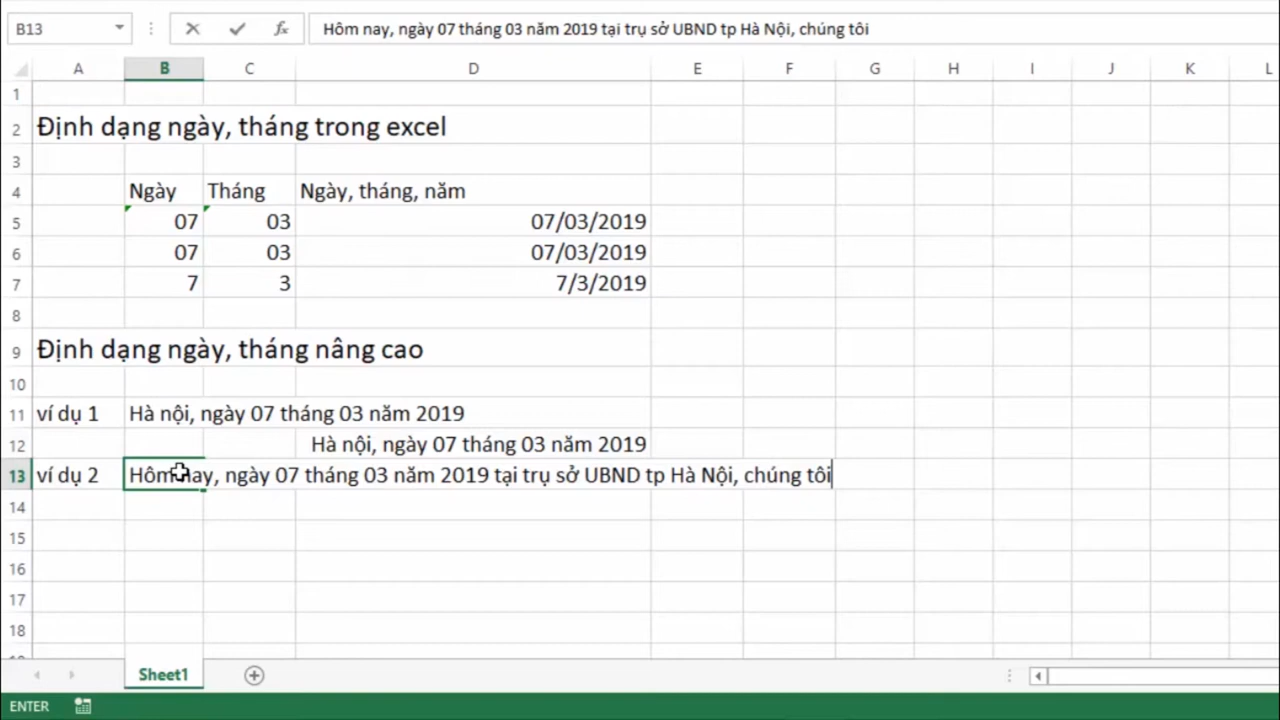 B13
Hôm nay, ngày 07 tháng 03 năm 2019 tại trụ sở UBND tp Hà Nội, chúng tôi
A B C D E F G H I J K L
1
2 Định dạng ngày, tháng trong excel
3
4 Ngày Tháng Ngày, tháng, năm
5 07 03 07/03/2019
6 07 03 07/03/2019
7 7 3 7/3/2019
8
9 Định dạng ngày, tháng nâng cao
10
11 ví dụ 1 Hà nội, ngày 07 tháng 03 năm 2019
12 Hà nội, ngày 07 tháng 03 năm 2019
13 ví dụ 2 Hôm nay, ngày 07 tháng 03 năm 2019 tại trụ sở UBND tp Hà Nội, chúng tôi
14
15
16
17
18
Sheet1
ENTER